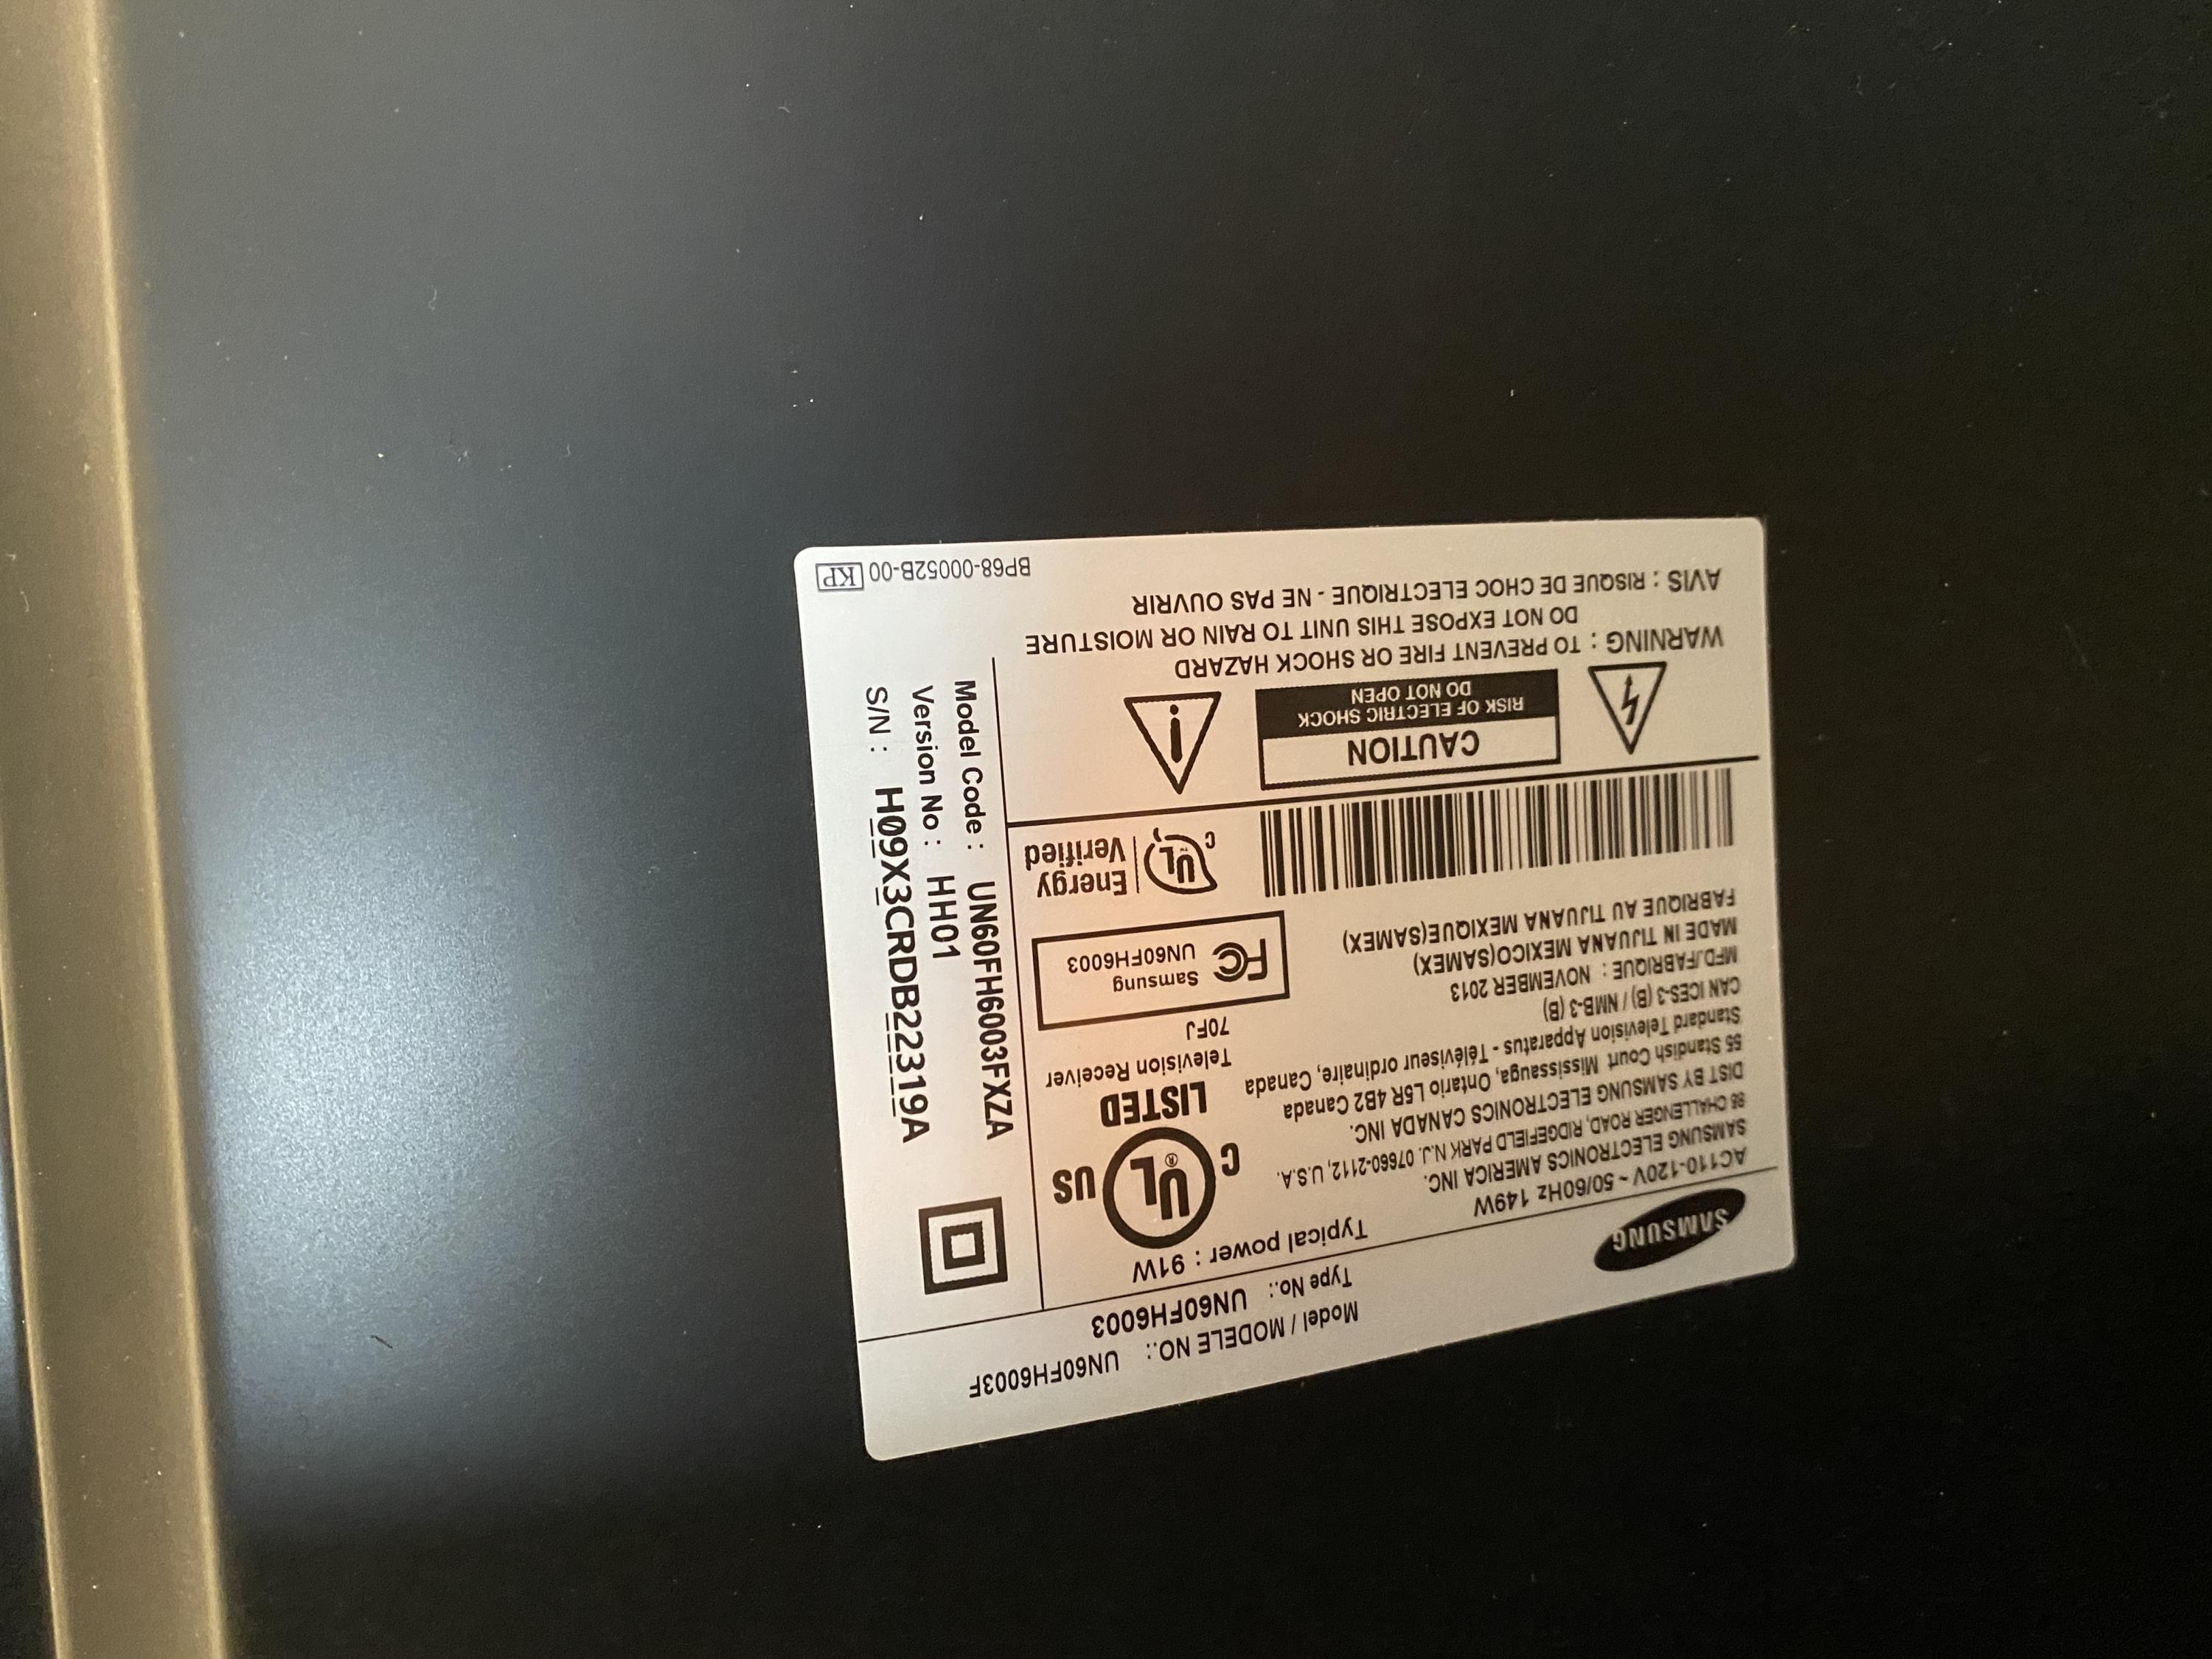 Model / MODELE NO.: UN60FH6003F
Type No.: UN60FH6003
SAMSUNG
Typical power : 91W
AC110-120V ~ 50/60Hz 149W
SAMSUNG ELECTRONICS AMERICA INC.
85 CHALLENGER ROAD, RIDGEFIELD PARK N.J. 07660-2112, U.S.A.
DIST BY SAMSUNG ELECTRONICS CANADA INC.
55 Standish Court Mississauga, Ontario L5R 4B2 Canada
Standard Television Apparatus - Téléviseur ordinaire, Canada
CAN ICES-3 (B) / NMB-3 (B)
MFD./FABRIQUE : NOVEMBER 2013
MADE IN TIJUANA MEXICO(SAMEX)
FABRIQUE AU TIJUANA MEXIQUE(SAMEX)
C UL ® US
LISTED
Television Receiver
70FJ
FC Samsung
UN60FH6003
C UL ™ Energy
Verified
CAUTION
RISK OF ELECTRIC SHOCK
DO NOT OPEN
WARNING : TO PREVENT FIRE OR SHOCK HAZARD
DO NOT EXPOSE THIS UNIT TO RAIN OR MOISTURE
AVIS : RISQUE DE CHOC ELECTRIQUE - NE PAS OUVRIR
BP68-00052B-00 KP
Model Code : UN60FH6003FXZA
Version No : HH01
S/N : H09X3CRDB22319A